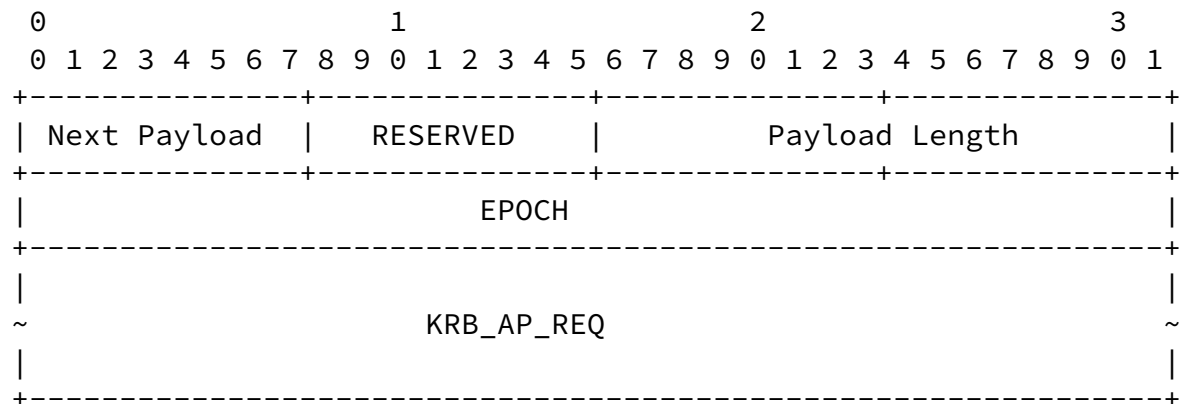 0 1 2 3
0 1 2 3 4 5 6 7 8 9 0 1 2 3 4 5 6 7 8 9 0 1 2 3 4 5 6 7 8 9 0 1
+---------------+---------------+---------------+---------------+
| Next Payload | RESERVED | Payload Length |
+---------------+---------------+---------------+---------------+
| EPOCH |
+---------------------------------------------------------------+
| |
~ KRB_AP_REQ ~
| |
+---------------------------------------------------------------+